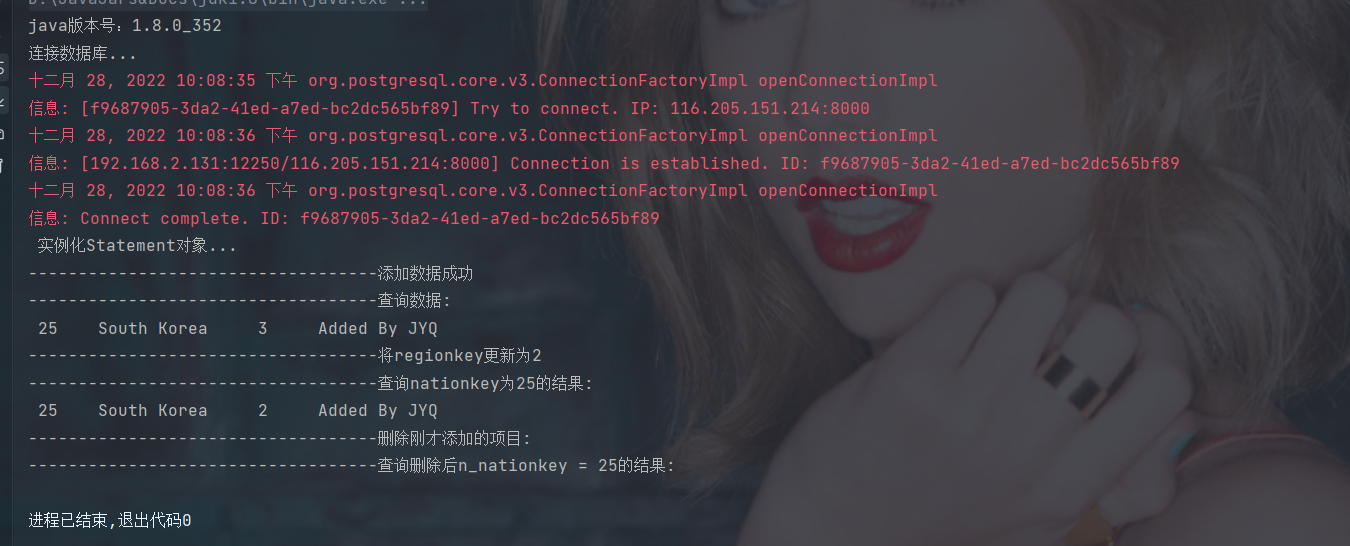 D:\JavaJars&Docs\jdk1.8\bin\java.exe ...
java版本号：1.8.0_352
连接数据库...
十二月 28, 2022 10:08:35 下午 org.postgresql.core.v3.ConnectionFactoryImpl openConnectionImpl
信息: [f9687905-3da2-41ed-a7ed-bc2dc565bf89] Try to connect. IP: 116.205.151.214:8000
十二月 28, 2022 10:08:36 下午 org.postgresql.core.v3.ConnectionFactoryImpl openConnectionImpl
信息: [192.168.2.131:12250/116.205.151.214:8000] Connection is established. ID: f9687905-3da2-41ed-a7ed-bc2dc565bf89
十二月 28, 2022 10:08:36 下午 org.postgresql.core.v3.ConnectionFactoryImpl openConnectionImpl
信息: Connect complete. ID: f9687905-3da2-41ed-a7ed-bc2dc565bf89
实例化Statement对象...
-----------------------------------添加数据成功
-----------------------------------查询数据:
25    South Korea     3     Added By JYQ
-----------------------------------将regionkey更新为2
-----------------------------------查询nationkey为25的结果:
25    South Korea     2     Added By JYQ
-----------------------------------删除刚才添加的项目:
-----------------------------------查询删除后n_nationkey = 25的结果:
进程已结束,退出代码0